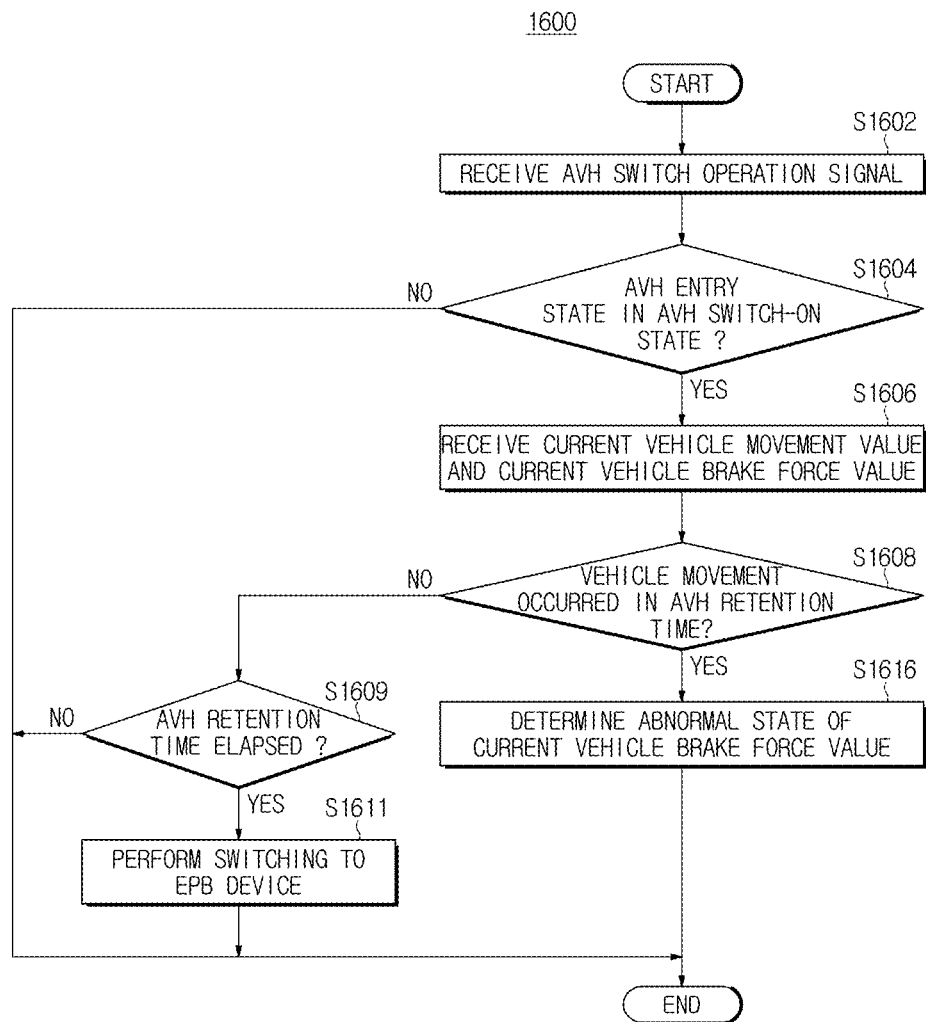 1600
START
S1602
RECEIVE AVH SWITCH OPERATION SIGNAL
S1604
NO
AVH ENTRY
STATE IN AVH SWITCH-ON
STATE ?
YES
S1606
RECEIVE CURRENT VEHICLE MOVEMENT VALUE
AND CURRENT VEHICLE BRAKE FORCE VALUE
S1608
NO
VEHICLE MOVEMENT
OCCURRED IN AVH RETENTION
TIME?
YES
S1609
NO
AVH RETENTION
TIME ELAPSED ?
YES
S1616
DETERMINE ABNORMAL STATE OF
CURRENT VEHICLE BRAKE FORCE VALUE
S1611
PERFORM SWITCHING TO
EPB DEVICE
END